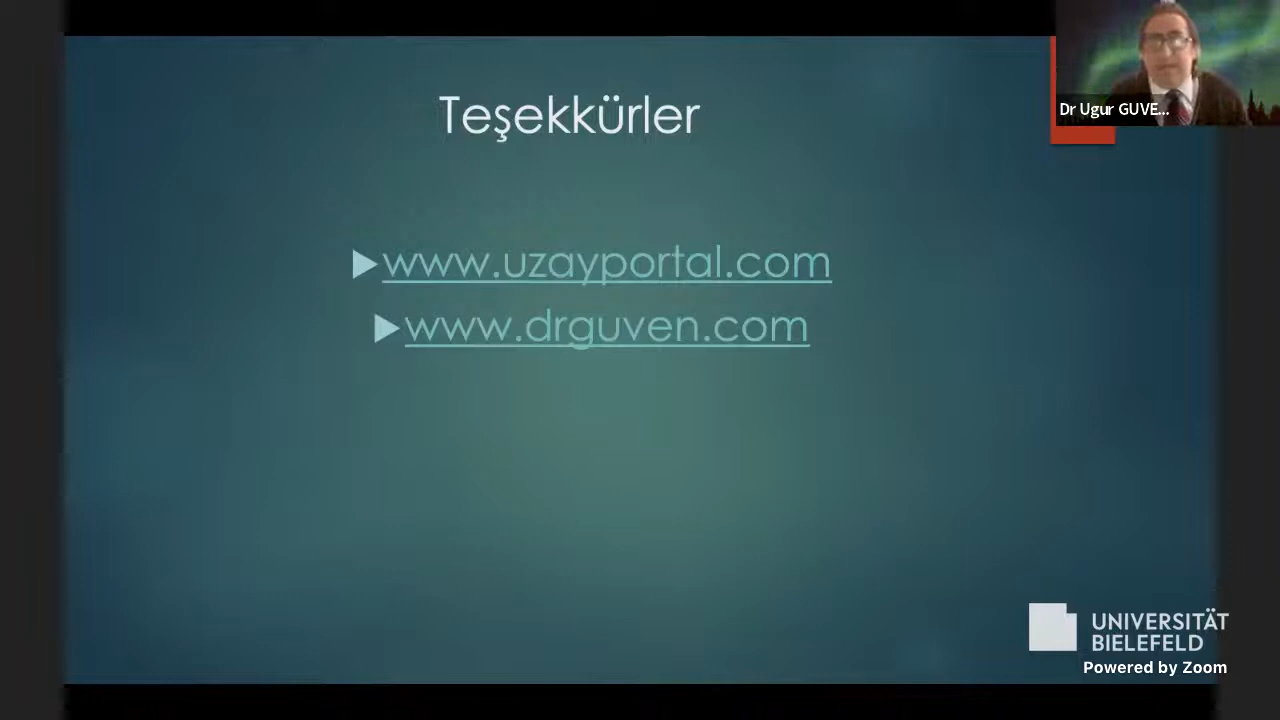 Teşekkürler
Dr Ugur GUVE...
www.uzayportal.com
www.drguven.com
UNIVERSITÄT
BIELEFELD
Powered by Zoom